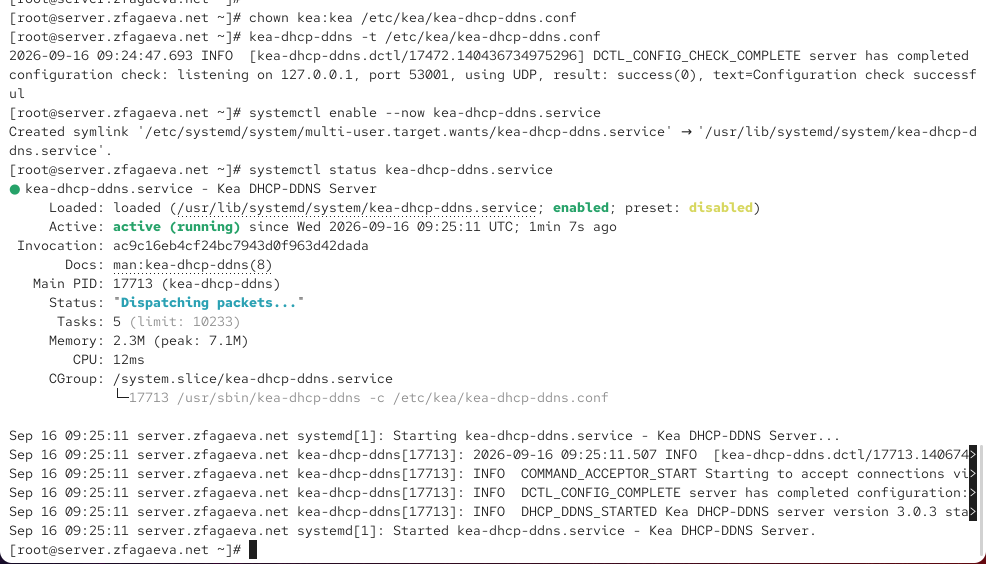 [root@server.zfagaeva.net ~]#
[root@server.zfagaeva.net ~]# chown kea:kea /etc/kea/kea-dhcp-ddns.conf
[root@server.zfagaeva.net ~]# kea-dhcp-ddns -t /etc/kea/kea-dhcp-ddns.conf
2026-09-16 09:24:47.693 INFO  [kea-dhcp-ddns.dctl/17472.140436734975296] DCTL_CONFIG_CHECK_COMPLETE server has completed
configuration check: listening on 127.0.0.1, port 53001, using UDP, result: success(0), text=Configuration check successf
ul
[root@server.zfagaeva.net ~]# systemctl enable --now kea-dhcp-ddns.service
Created symlink '/etc/systemd/system/multi-user.target.wants/kea-dhcp-ddns.service' → '/usr/lib/systemd/system/kea-dhcp-d
dns.service'.
[root@server.zfagaeva.net ~]# systemctl status kea-dhcp-ddns.service
● kea-dhcp-ddns.service - Kea DHCP-DDNS Server
     Loaded: loaded (/usr/lib/systemd/system/kea-dhcp-ddns.service; enabled; preset: disabled)
     Active: active (running) since Wed 2026-09-16 09:25:11 UTC; 1min 7s ago
 Invocation: ac9c16eb4cf24bc7943d0f963d42dada
       Docs: man:kea-dhcp-ddns(8)
   Main PID: 17713 (kea-dhcp-ddns)
     Status: "Dispatching packets..."
      Tasks: 5 (limit: 10233)
     Memory: 2.3M (peak: 7.1M)
        CPU: 12ms
     CGroup: /system.slice/kea-dhcp-ddns.service
             └─17713 /usr/sbin/kea-dhcp-ddns -c /etc/kea/kea-dhcp-ddns.conf

Sep 16 09:25:11 server.zfagaeva.net systemd[1]: Starting kea-dhcp-ddns.service - Kea DHCP-DDNS Server...
Sep 16 09:25:11 server.zfagaeva.net kea-dhcp-ddns[17713]: 2026-09-16 09:25:11.507 INFO  [kea-dhcp-ddns.dctl/17713.140674>
Sep 16 09:25:11 server.zfagaeva.net kea-dhcp-ddns[17713]: INFO  COMMAND_ACCEPTOR_START Starting to accept connections vi>
Sep 16 09:25:11 server.zfagaeva.net kea-dhcp-ddns[17713]: INFO  DCTL_CONFIG_COMPLETE server has completed configuration:>
Sep 16 09:25:11 server.zfagaeva.net kea-dhcp-ddns[17713]: INFO  DHCP_DDNS_STARTED Kea DHCP-DDNS server version 3.0.3 sta>
Sep 16 09:25:11 server.zfagaeva.net systemd[1]: Started kea-dhcp-ddns.service - Kea DHCP-DDNS Server.
[root@server.zfagaeva.net ~]#